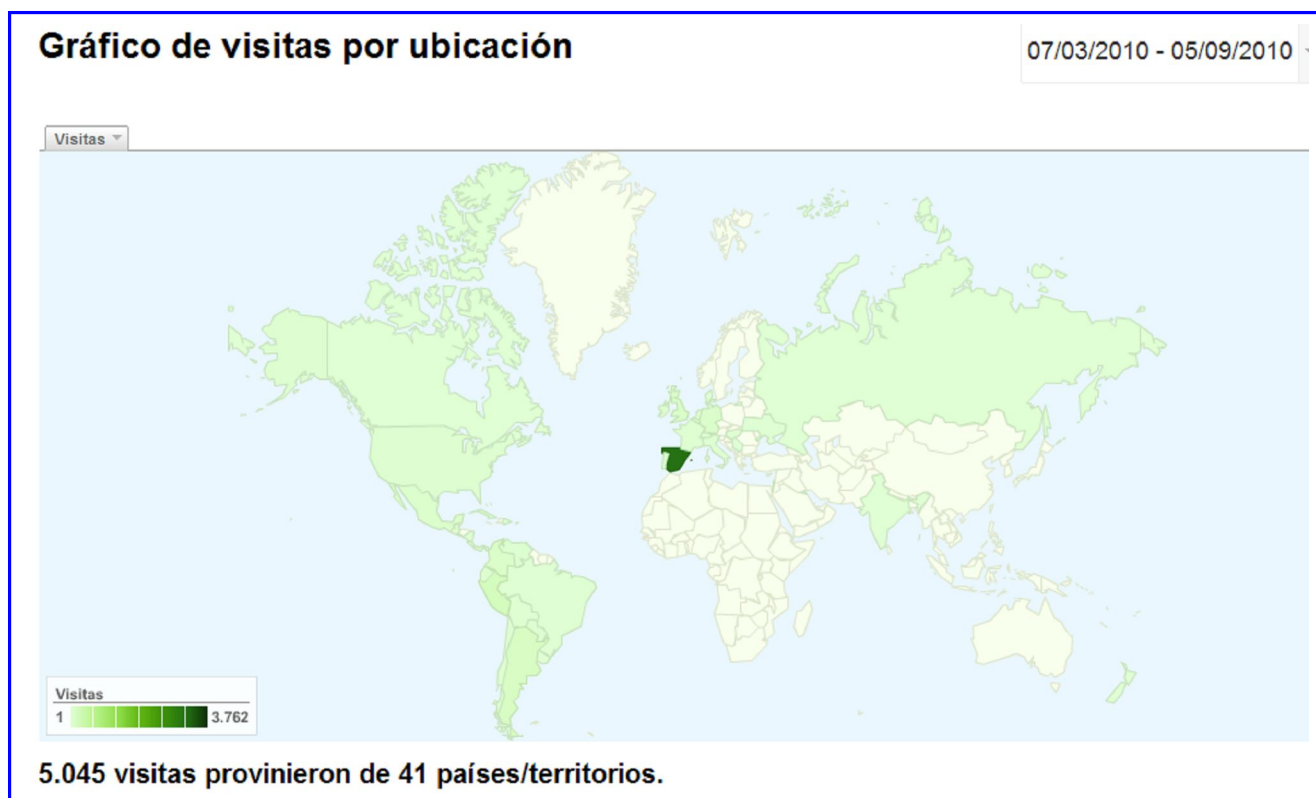 Gráfico de visitas por ubicación
07/03/2010 - 05/09/2010
Visitas
Visitas
1 3.762
5.045 visitas provinieron de 41 países/territorios.